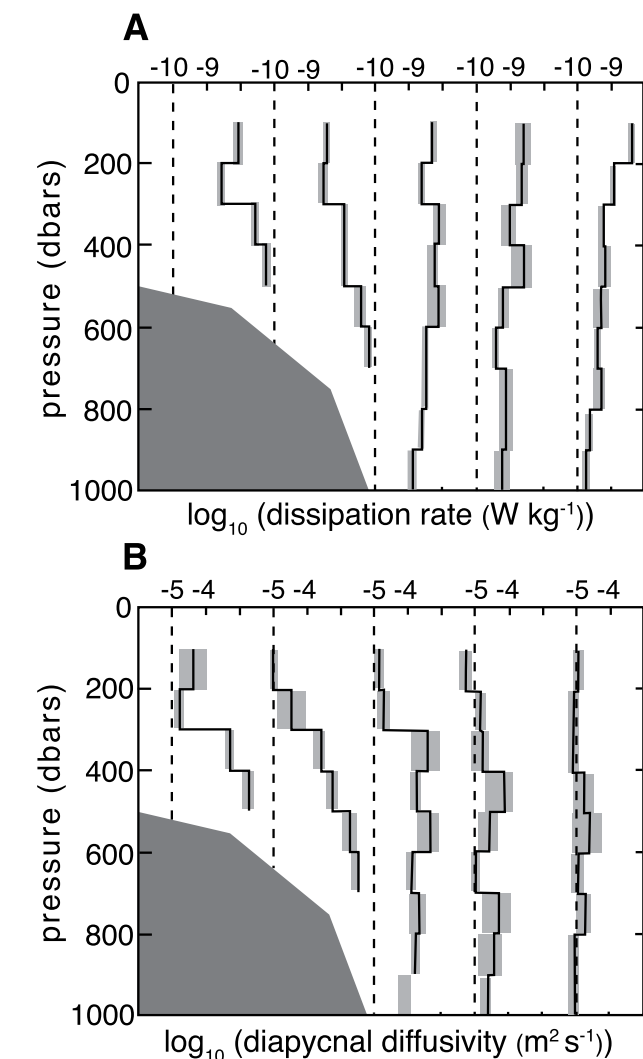 A
-10 -9 -10 -9 -10 -9 -10 -9 -10 -9
0
200
400
600
800
1000
pressure (dbars)
log10 (dissipation rate (W kg-1))
B
-5 -4 -5 -4 -5 -4 -5 -4 -5 -4
0
200
400
600
800
1000
pressure (dbars)
log10 (diapycnal diffusivity (m2 s-1))